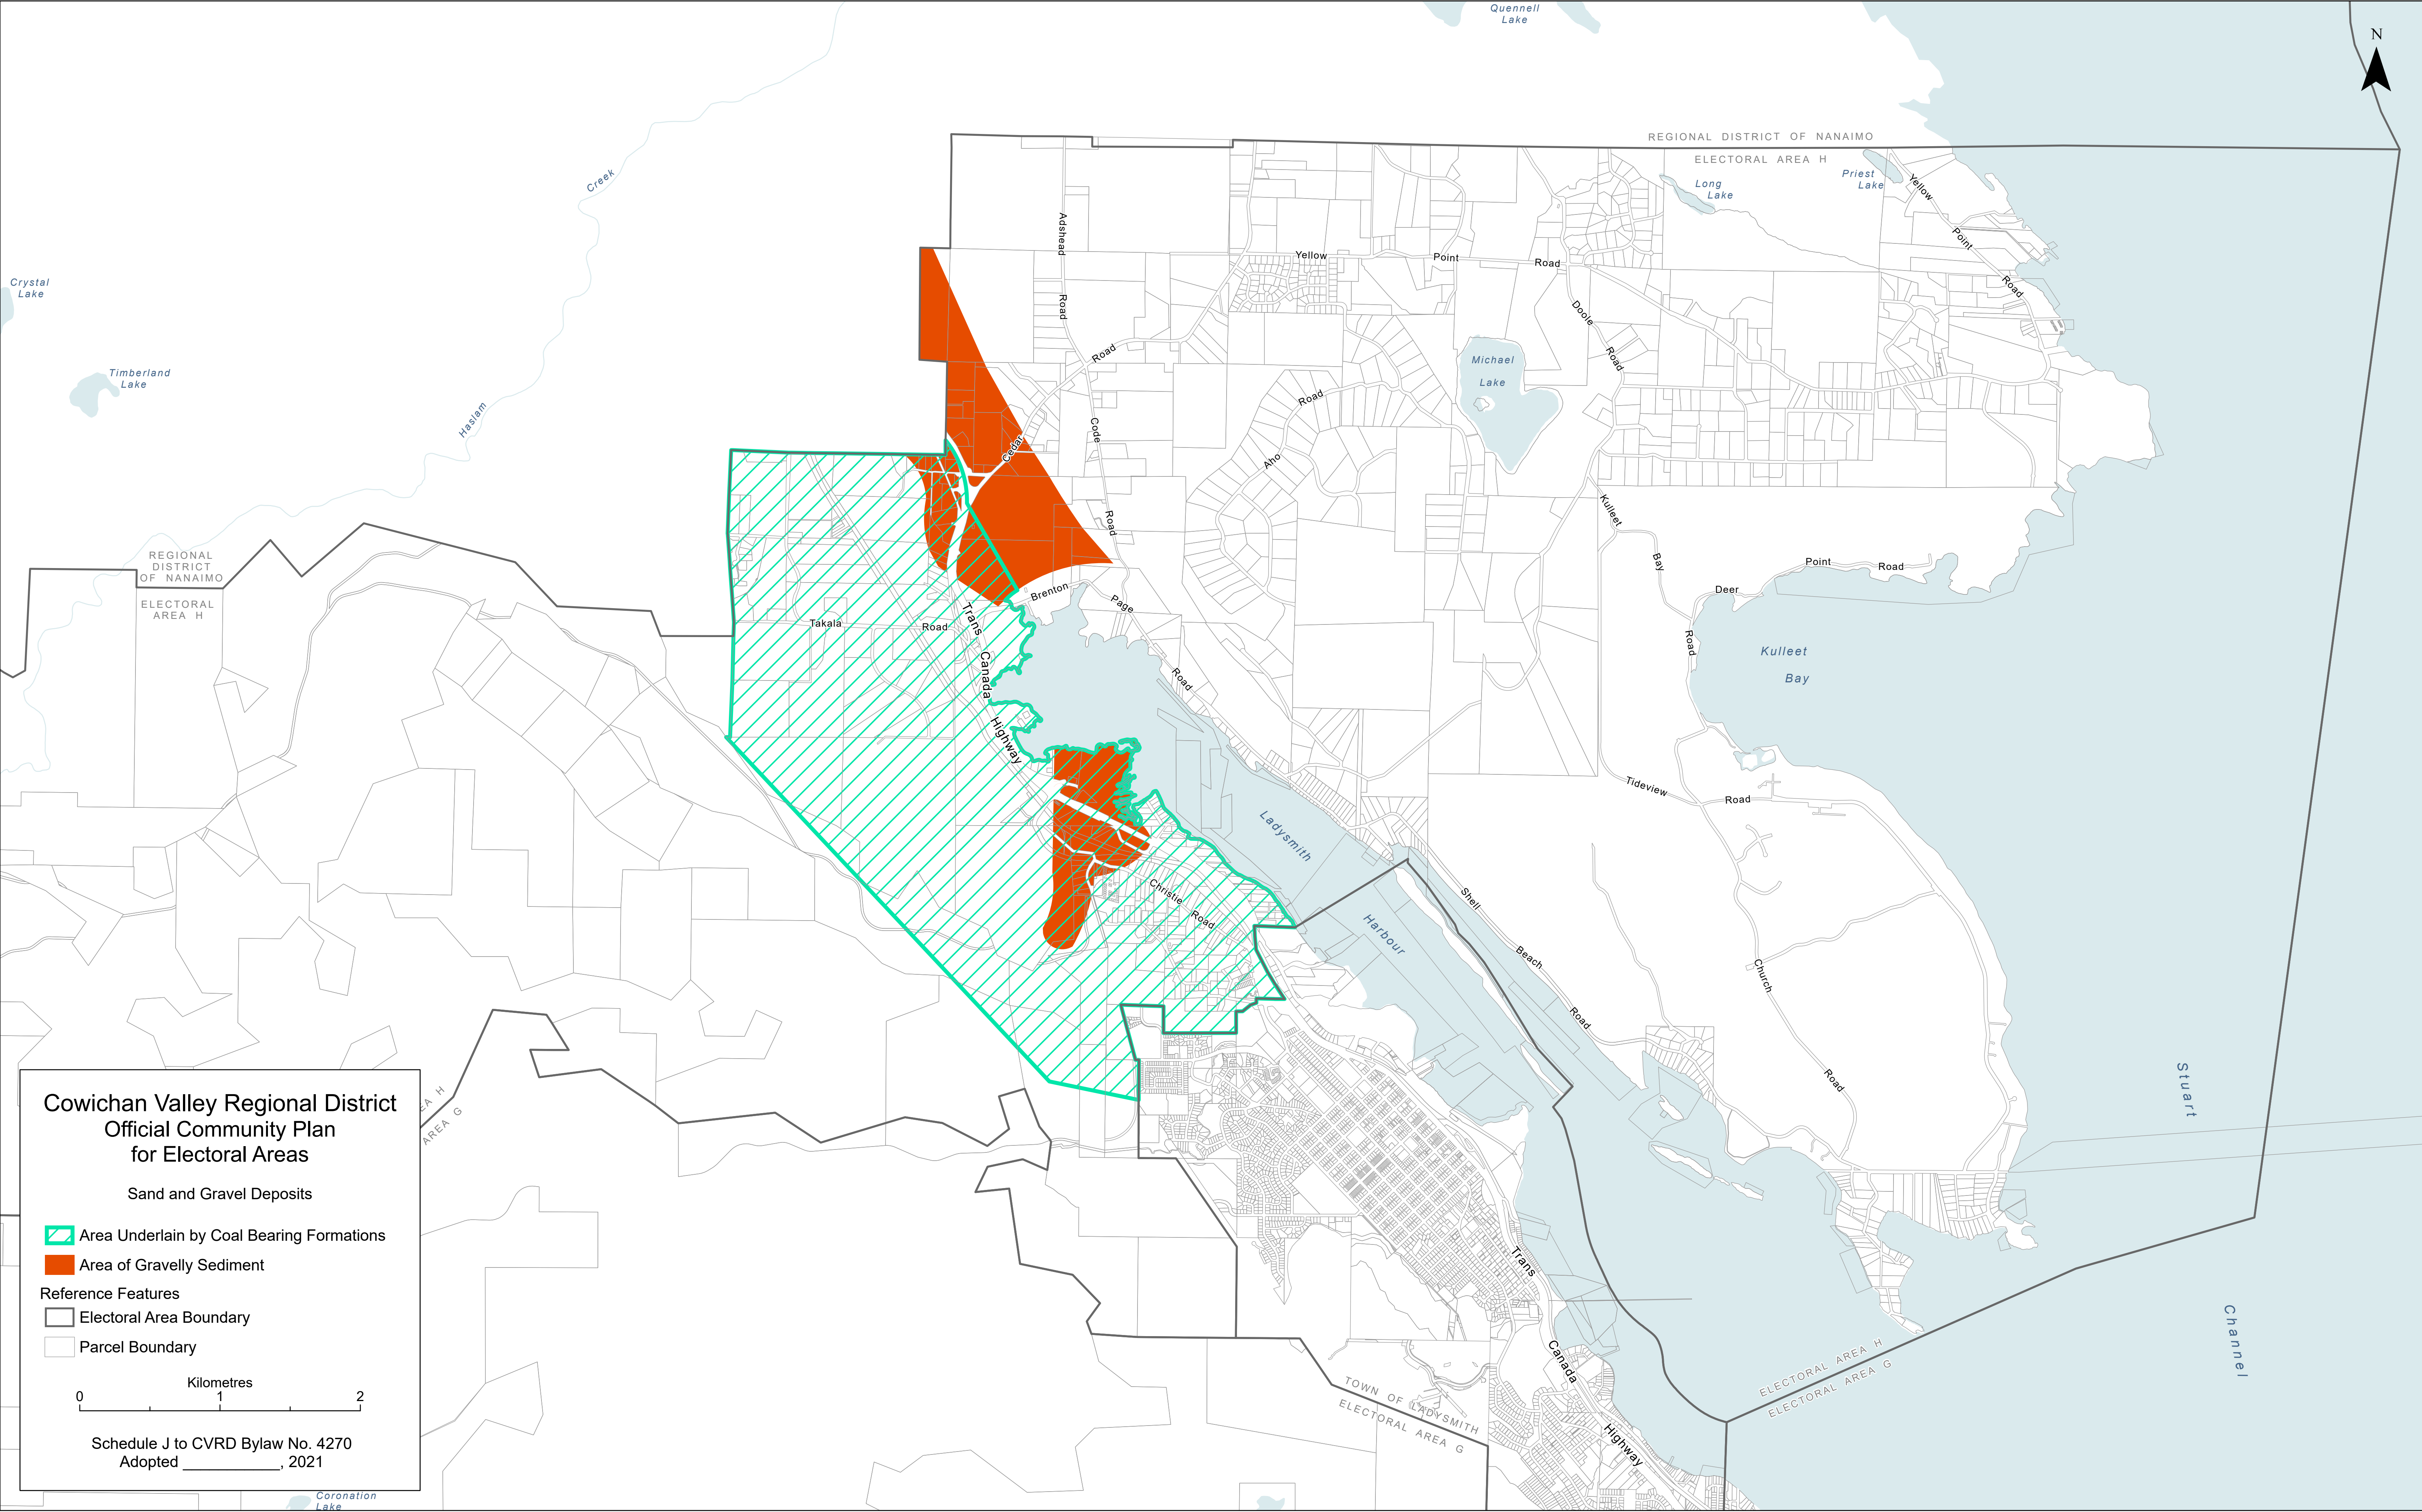 Quennell
Lake
N
REGIONAL DISTRICT OF NANAIMO
ELECTORAL AREA H
Priest
Lake
Long
Lake
Yellow
Point
Road
Creek
Adshead
Road
Yellow
Point
Road
Crystal
Lake
Doole
Road
Cedar
Road
Michael
Lake
Timberland
Lake
Haslam
Code
Road
Aho
Road
Kulleet
Bay
Road
REGIONAL
DISTRICT
OF NANAIMO
ELECTORAL
AREA H
Deer
Point
Road
Brenton
Page
Road
Takala
Road
Trans
Canada
Highway
Kulleet
Bay
Tideview
Road
Ladysmith
Harbour
Christie
Road
Shell
Beach
Road
Church
Road
Stuart
Channel
EA H
AREA G
Trans
Canada
Highway
ELECTORAL AREA H
ELECTORAL AREA G
TOWN OF LADYSMITH
ELECTORAL AREA G
Cowichan Valley Regional District
Official Community Plan
for Electoral Areas
Sand and Gravel Deposits
Area Underlain by Coal Bearing Formations
Area of Gravelly Sediment
Reference Features
Electoral Area Boundary
Parcel Boundary
Kilometres
0 1 2
Schedule J to CVRD Bylaw No. 4270
Adopted ____________, 2021
Coronation
Lake